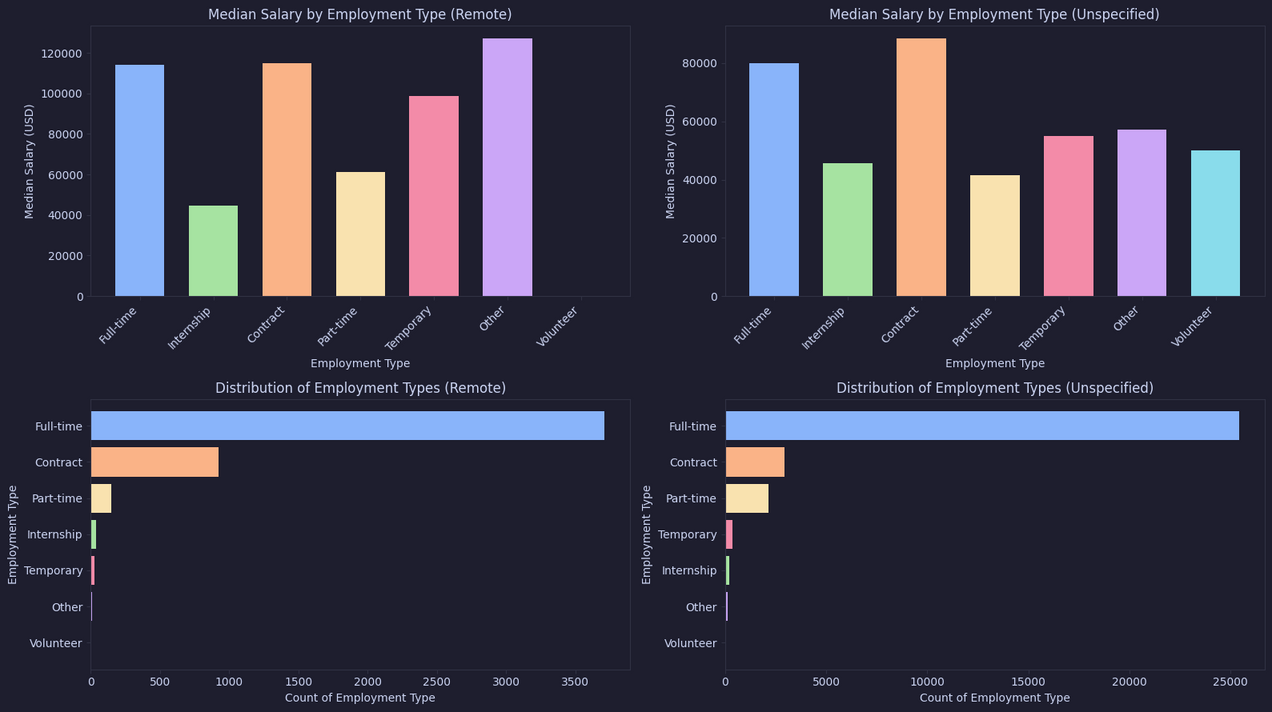 Median Salary by Employment Type (Remote)
Median Salary (USD)
120000
100000
80000
60000
40000
20000
0
Full-time
Internship
Contract
Part-time
Temporary
Other
Volunteer
Employment Type
Median Salary by Employment Type (Unspecified)
Median Salary (USD)
80000
60000
40000
20000
0
Full-time
Internship
Contract
Part-time
Temporary
Other
Volunteer
Employment Type
Distribution of Employment Types (Remote)
Employment Type
Full-time
Contract
Part-time
Internship
Temporary
Other
Volunteer
0 500 1000 1500 2000 2500 3000 3500
Count of Employment Type
Distribution of Employment Types (Unspecified)
Employment Type
Full-time
Contract
Part-time
Temporary
Internship
Other
Volunteer
0 5000 10000 15000 20000 25000
Count of Employment Type